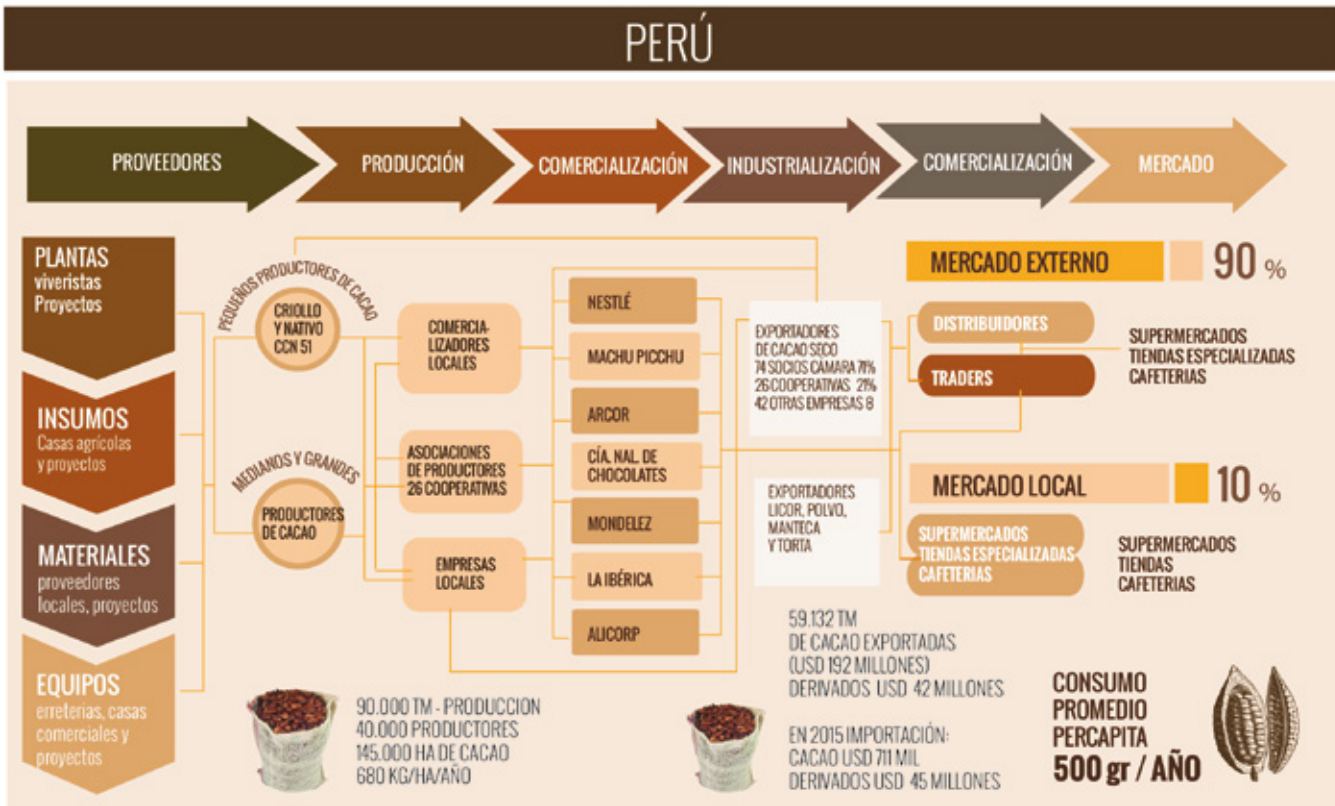 PERÚ
PROVEEDORES
PRODUCCIÓN
COMERCIALIZACIÓN
INDUSTRIALIZACIÓN
COMERCIALIZACIÓN
MERCADO
PLANTAS
viveristas
Proyectos
INSUMOS
Casas agrícolas
y proyectos
MATERIALES
proveedores
locales, proyectos
EQUIPOS
erreterias, casas
comerciales y
proyectos
PEQUEÑOS PRODUCTORES DE CACAO
CRIOLLO
Y NATIVO
CCN 51
MEDIANOS Y GRANDES
PRODUCTORES
DE CACAO
COMERCIA-
LIZADORES
LOCALES
ASOCIACIONES
DE PRODUCTORES
26 COOPERATIVAS
EMPRESAS
LOCALES
NESTLÉ
MACHU PICCHU
ARCOR
CÍA. NAL. DE
CHOCOLATES
MONDELEZ
LA IBÉRICA
ALICORP
EXPORTADORES
DE CACAO SECO
74 SOCIOS CÁMARA 71%
26 COOPERATIVAS 21%
42 OTRAS EMPRESAS 8
EXPORTADORES
LICOR, POLVO,
MANTECA
Y TORTA
MERCADO EXTERNO
90 %
DISTRIBUIDORES
TRADERS
SUPERMERCADOS
TIENDAS ESPECIALIZADAS
CAFETERIAS
MERCADO LOCAL
10 %
SUPERMERCADOS
TIENDAS ESPECIALIZADAS
CAFETERIAS
SUPERMERCADOS
TIENDAS
CAFETERIAS
90.000 TM - PRODUCCION
40.000 PRODUCTORES
145.000 HA DE CACAO
680 KG/HA/AÑO
59.132 TM
DE CACAO EXPORTADAS
(USD 192 MILLONES)
DERIVADOS USD 42 MILLONES
EN 2015 IMPORTACIÓN:
CACAO USD 711 MIL
DERIVADOS USD 45 MILLONES
CONSUMO
PROMEDIO
PERCAPITA
500 gr / AÑO